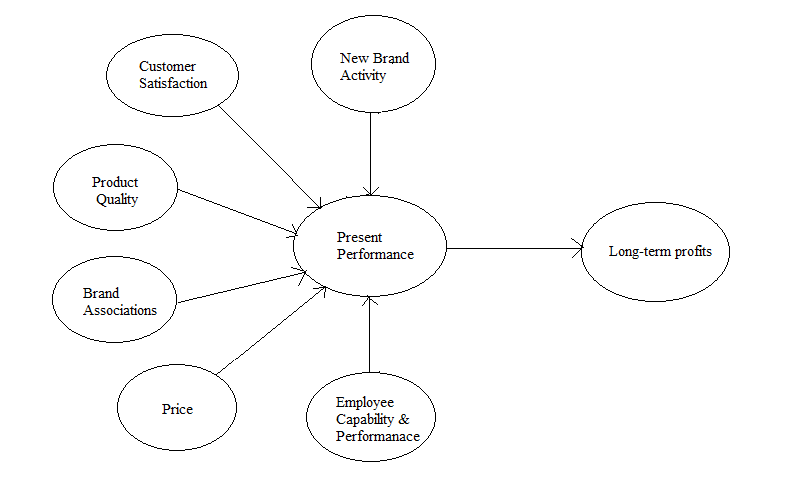 Customer
Satisfaction
New Brand
Activity
Product
Quality
Present
Performance
Long-term profits
Brand
Associations
Price
Employee
Capability &
Performanace